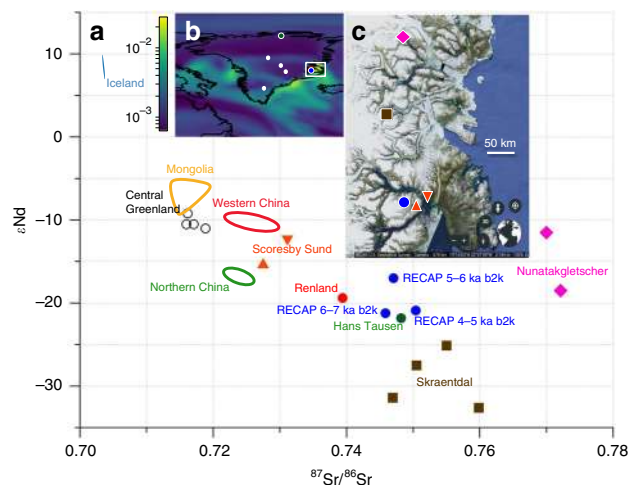 a
b
c
10
5
0
−10
−20
−30
εNd
10⁻²
10⁻³
Iceland
50 km
Mongolia
Central
Greenland
Western China
Scoresby Sund
Northern China
Renland
RECAP 5–6 ka b2k
Nunatakgletscher
RECAP 6–7 ka b2k
Hans Tausen
RECAP 4–5 ka b2k
Skraentdal
0.70
0.72
0.74
0.76
0.78
⁸⁷Sr/⁸⁶Sr